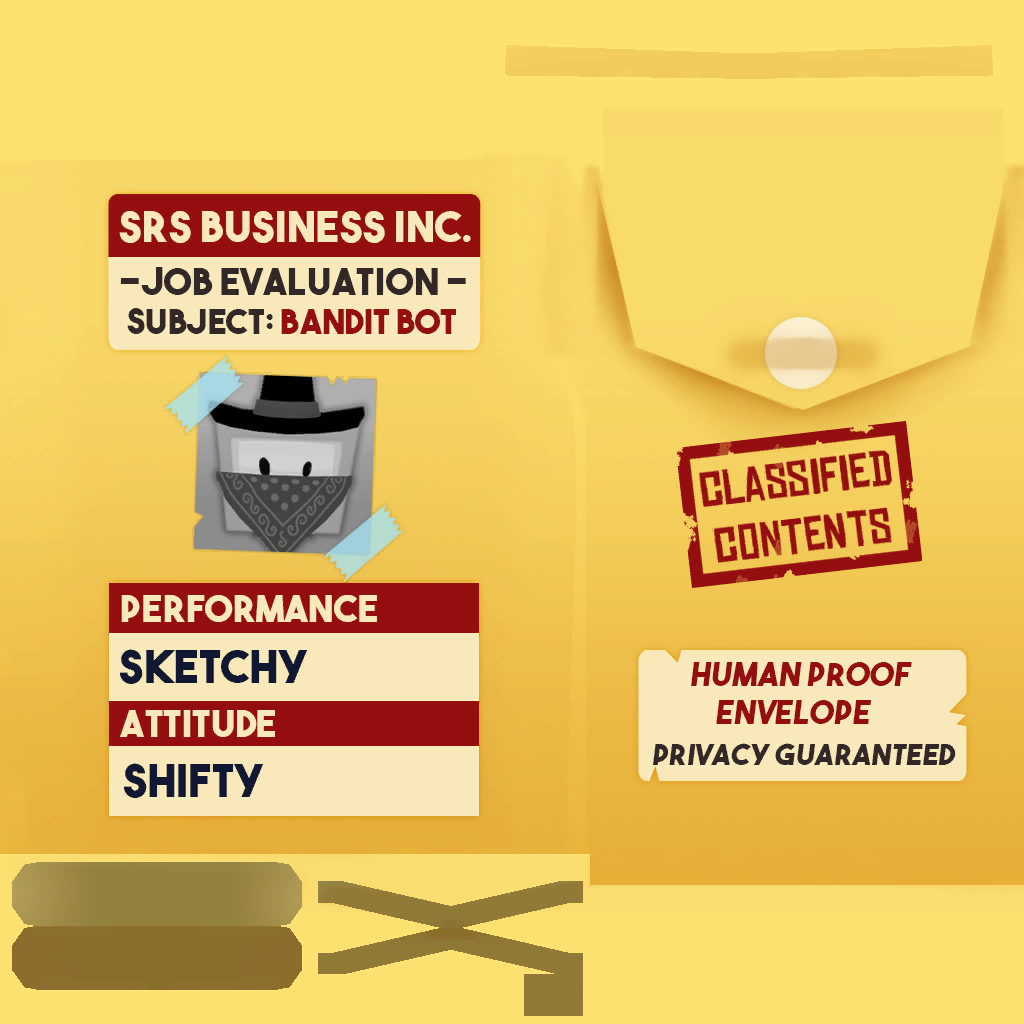 SRS BUSINESS INC.
-JOB EVALUATION -
SUBJECT: BANDIT BOT
PERFORMANCE
SKETCHY
ATTITUDE
SHIFTY
CLASSIFIED
CONTENTS
HUMAN PROOF
ENVELOPE
PRIVACY GUARANTEED